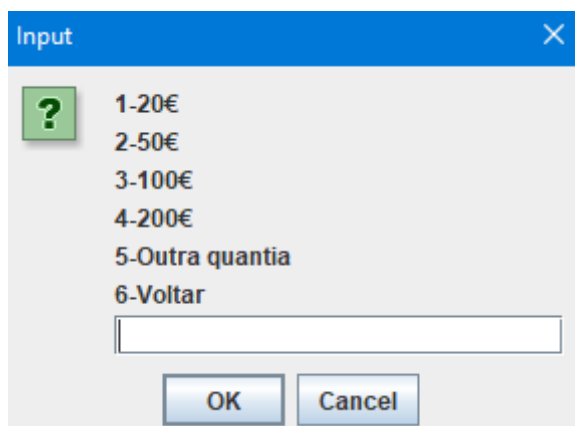 Input
?
1-20€
2-50€
3-100€
4-200€
5-Outra quantia
6-Voltar
OK Cancel